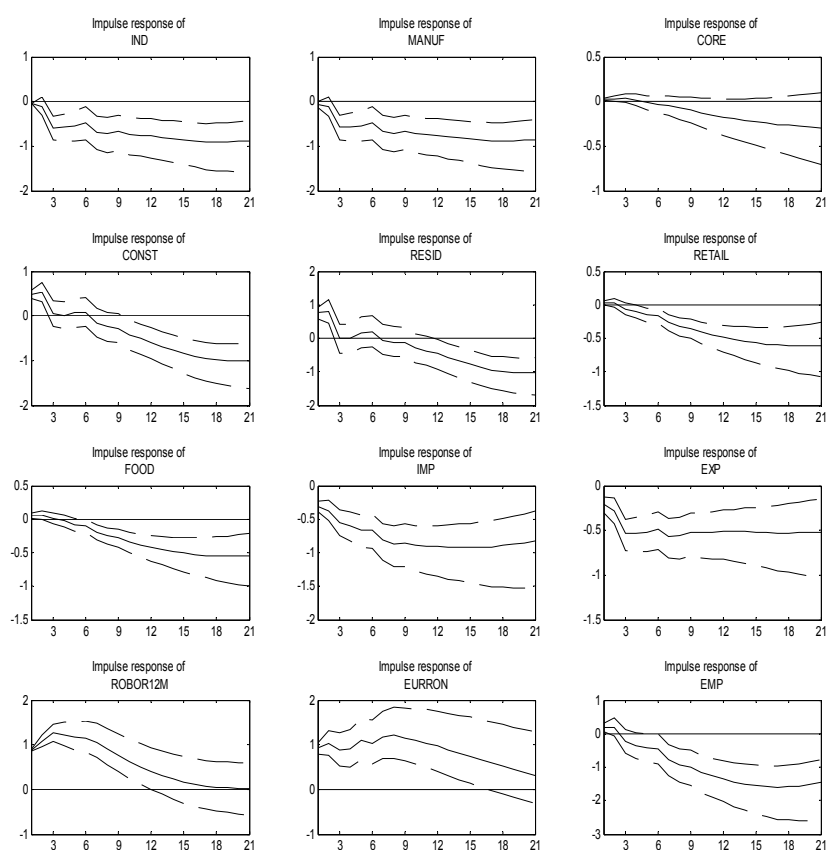 Impulse response of
IND
1
0
-1
-2
3 6 9 12 15 18 21
Impulse response of
MANUF
1
0
-1
-2
3 6 9 12 15 18 21
Impulse response of
CORE
0.5
0
-0.5
-1
3 6 9 12 15 18 21
Impulse response of
CONST
1
0
-1
-2
3 6 9 12 15 18 21
Impulse response of
RESID
2
1
0
-1
-2
3 6 9 12 15 18 21
Impulse response of
RETAIL
0.5
0
-0.5
-1
-1.5
3 6 9 12 15 18 21
Impulse response of
FOOD
0.5
0
-0.5
-1
-1.5
3 6 9 12 15 18 21
Impulse response of
IMP
0
-0.5
-1
-1.5
-2
3 6 9 12 15 18 21
Impulse response of
EXP
0
-0.5
-1
-1.5
3 6 9 12 15 18 21
Impulse response of
ROBOR12M
2
1
0
-1
3 6 9 12 15 18 21
Impulse response of
EURRON
2
1
0
-1
3 6 9 12 15 18 21
Impulse response of
EMP
1
0
-1
-2
-3
3 6 9 12 15 18 21